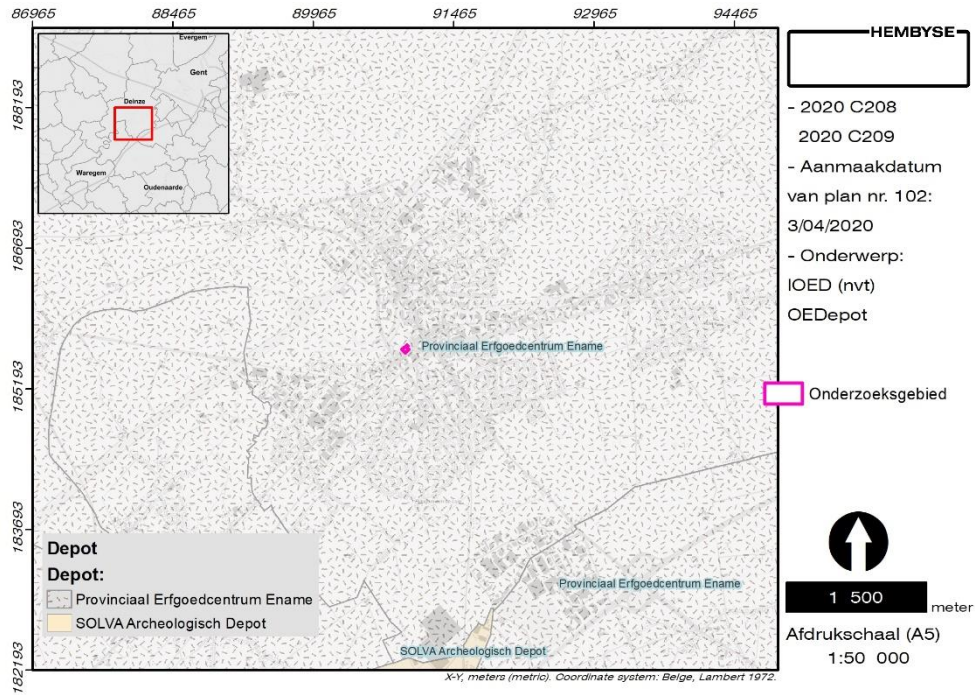 86965 88465 89965 91465 92965 94465
188193
186693
185193
183693
182193
Evergem
Gent
Deinze
Waregem
Oudenaarde
Provinciaal Erfgoedcentrum Ename
Provinciaal Erfgoedcentrum Ename
SOLVA Archeologisch Depot
Depot
Depot:
Provinciaal Erfgoedcentrum Ename
SOLVA Archeologisch Depot
X-Y, meters (metric). Coordinate system: Belge, Lambert 1972.
HEMBYSE
- 2020 C208
2020 C209
- Aanmaakdatum
van plan nr. 102:
3/04/2020
- Onderwerp:
IOED (nvt)
OEDepot
Onderzoeksgebied
1 500 meter
Afdrukschaal (A5)
1:50 000